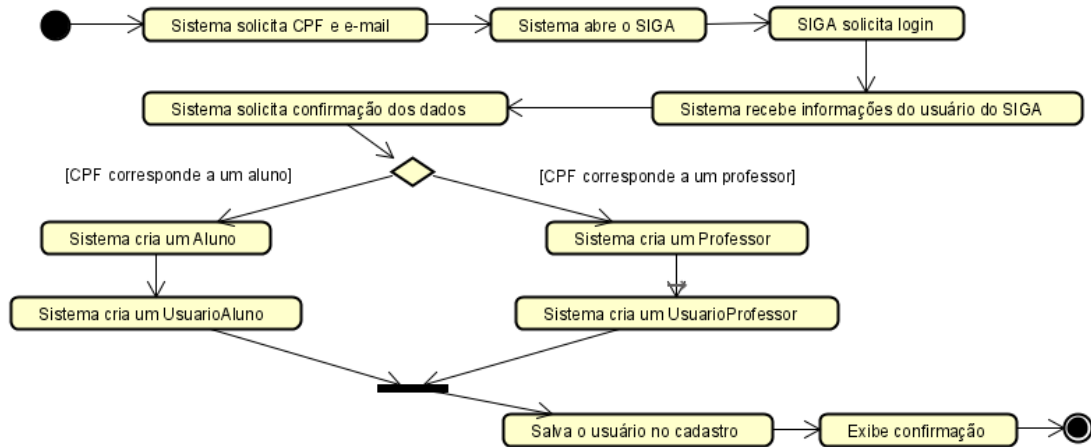 Sistema solicita CPF e e-mail
Sistema abre o SIGA
SIGA solicita login
Sistema solicita confirmação dos dados
Sistema recebe informações do usuário do SIGA
[CPF corresponde a um aluno]
[CPF corresponde a um professor]
Sistema cria um Aluno
Sistema cria um Professor
Sistema cria um UsuarioAluno
Sistema cria um UsuarioProfessor
Salva o usuário no cadastro
Exibe confirmação